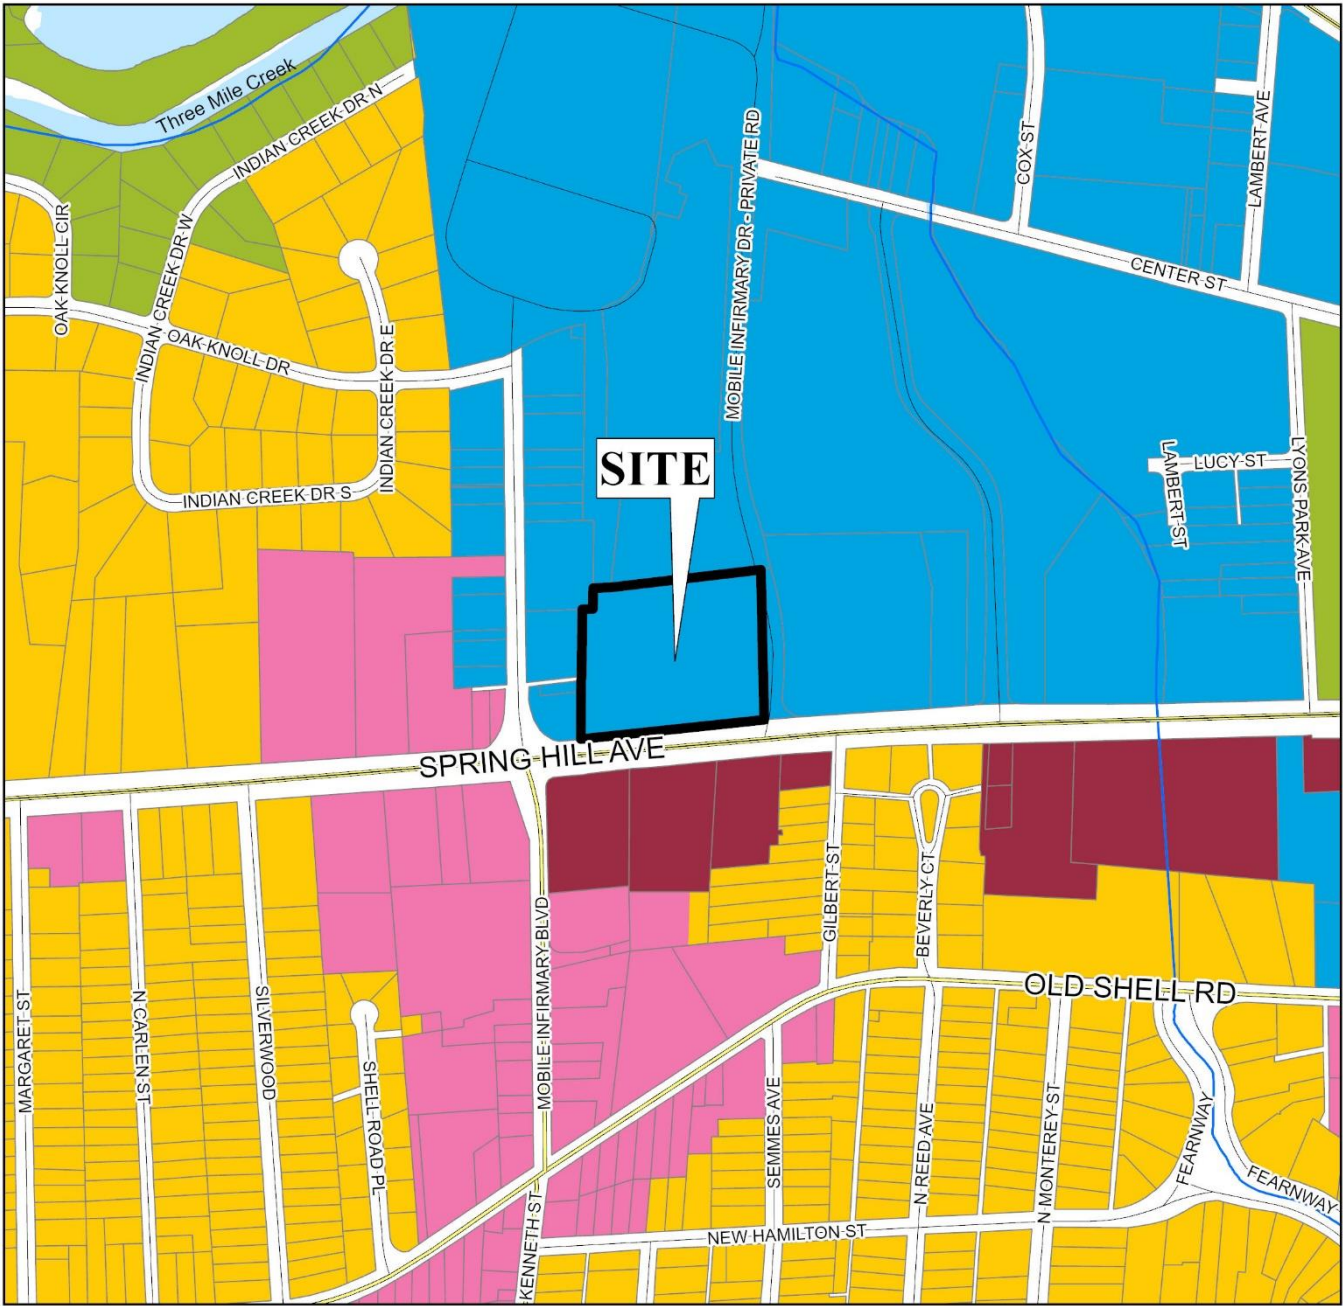 Three Mile Creek
INDIAN CREEK DR N
COX ST
LAMBERT AVE
MOBILE INFIRMARY DR - PRIVATE RD
OAK KNOLL CIR
INDIAN CREEK DR W
CENTER ST
OAK KNOLL DR
INDIAN CREEK DR E
SITE
LAMBERT ST
LUCY ST
LYONS PARK AVE
INDIAN CREEK DR S
SPRING HILL AVE
GILBERT ST
BEVERLY CT
MOBILE INFIRMARY BLVD
OLD SHELL RD
MARGARET ST
N CARLEN ST
SILVERWOOD
SHELL ROAD PL
SEMMES AVE
N REED AVE
N MONTEREY ST
FEARNWAY
FEARNWAY
KENNETH ST
NEW HAMILTON ST